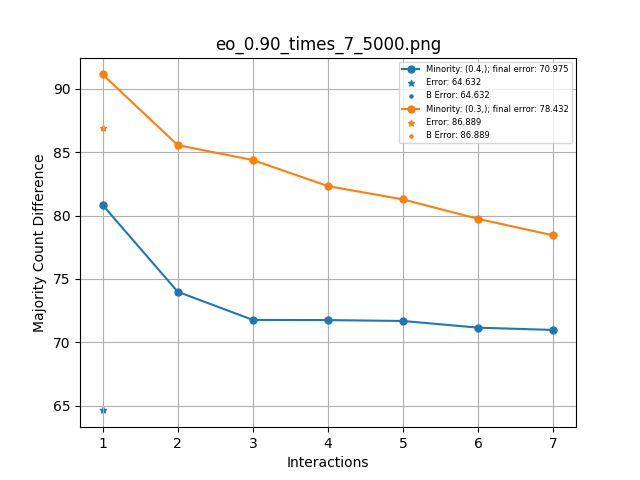 eo_0.90_times_7_5000.png
Minority: (0.4,); final error: 70.975
Error: 64.632
B Error: 64.632
Minority: (0.3,); final error: 78.432
Error: 86.889
B Error: 86.889
Majority Count Difference
90
85
80
75
70
65
1 2 3 4 5 6 7
Interactions